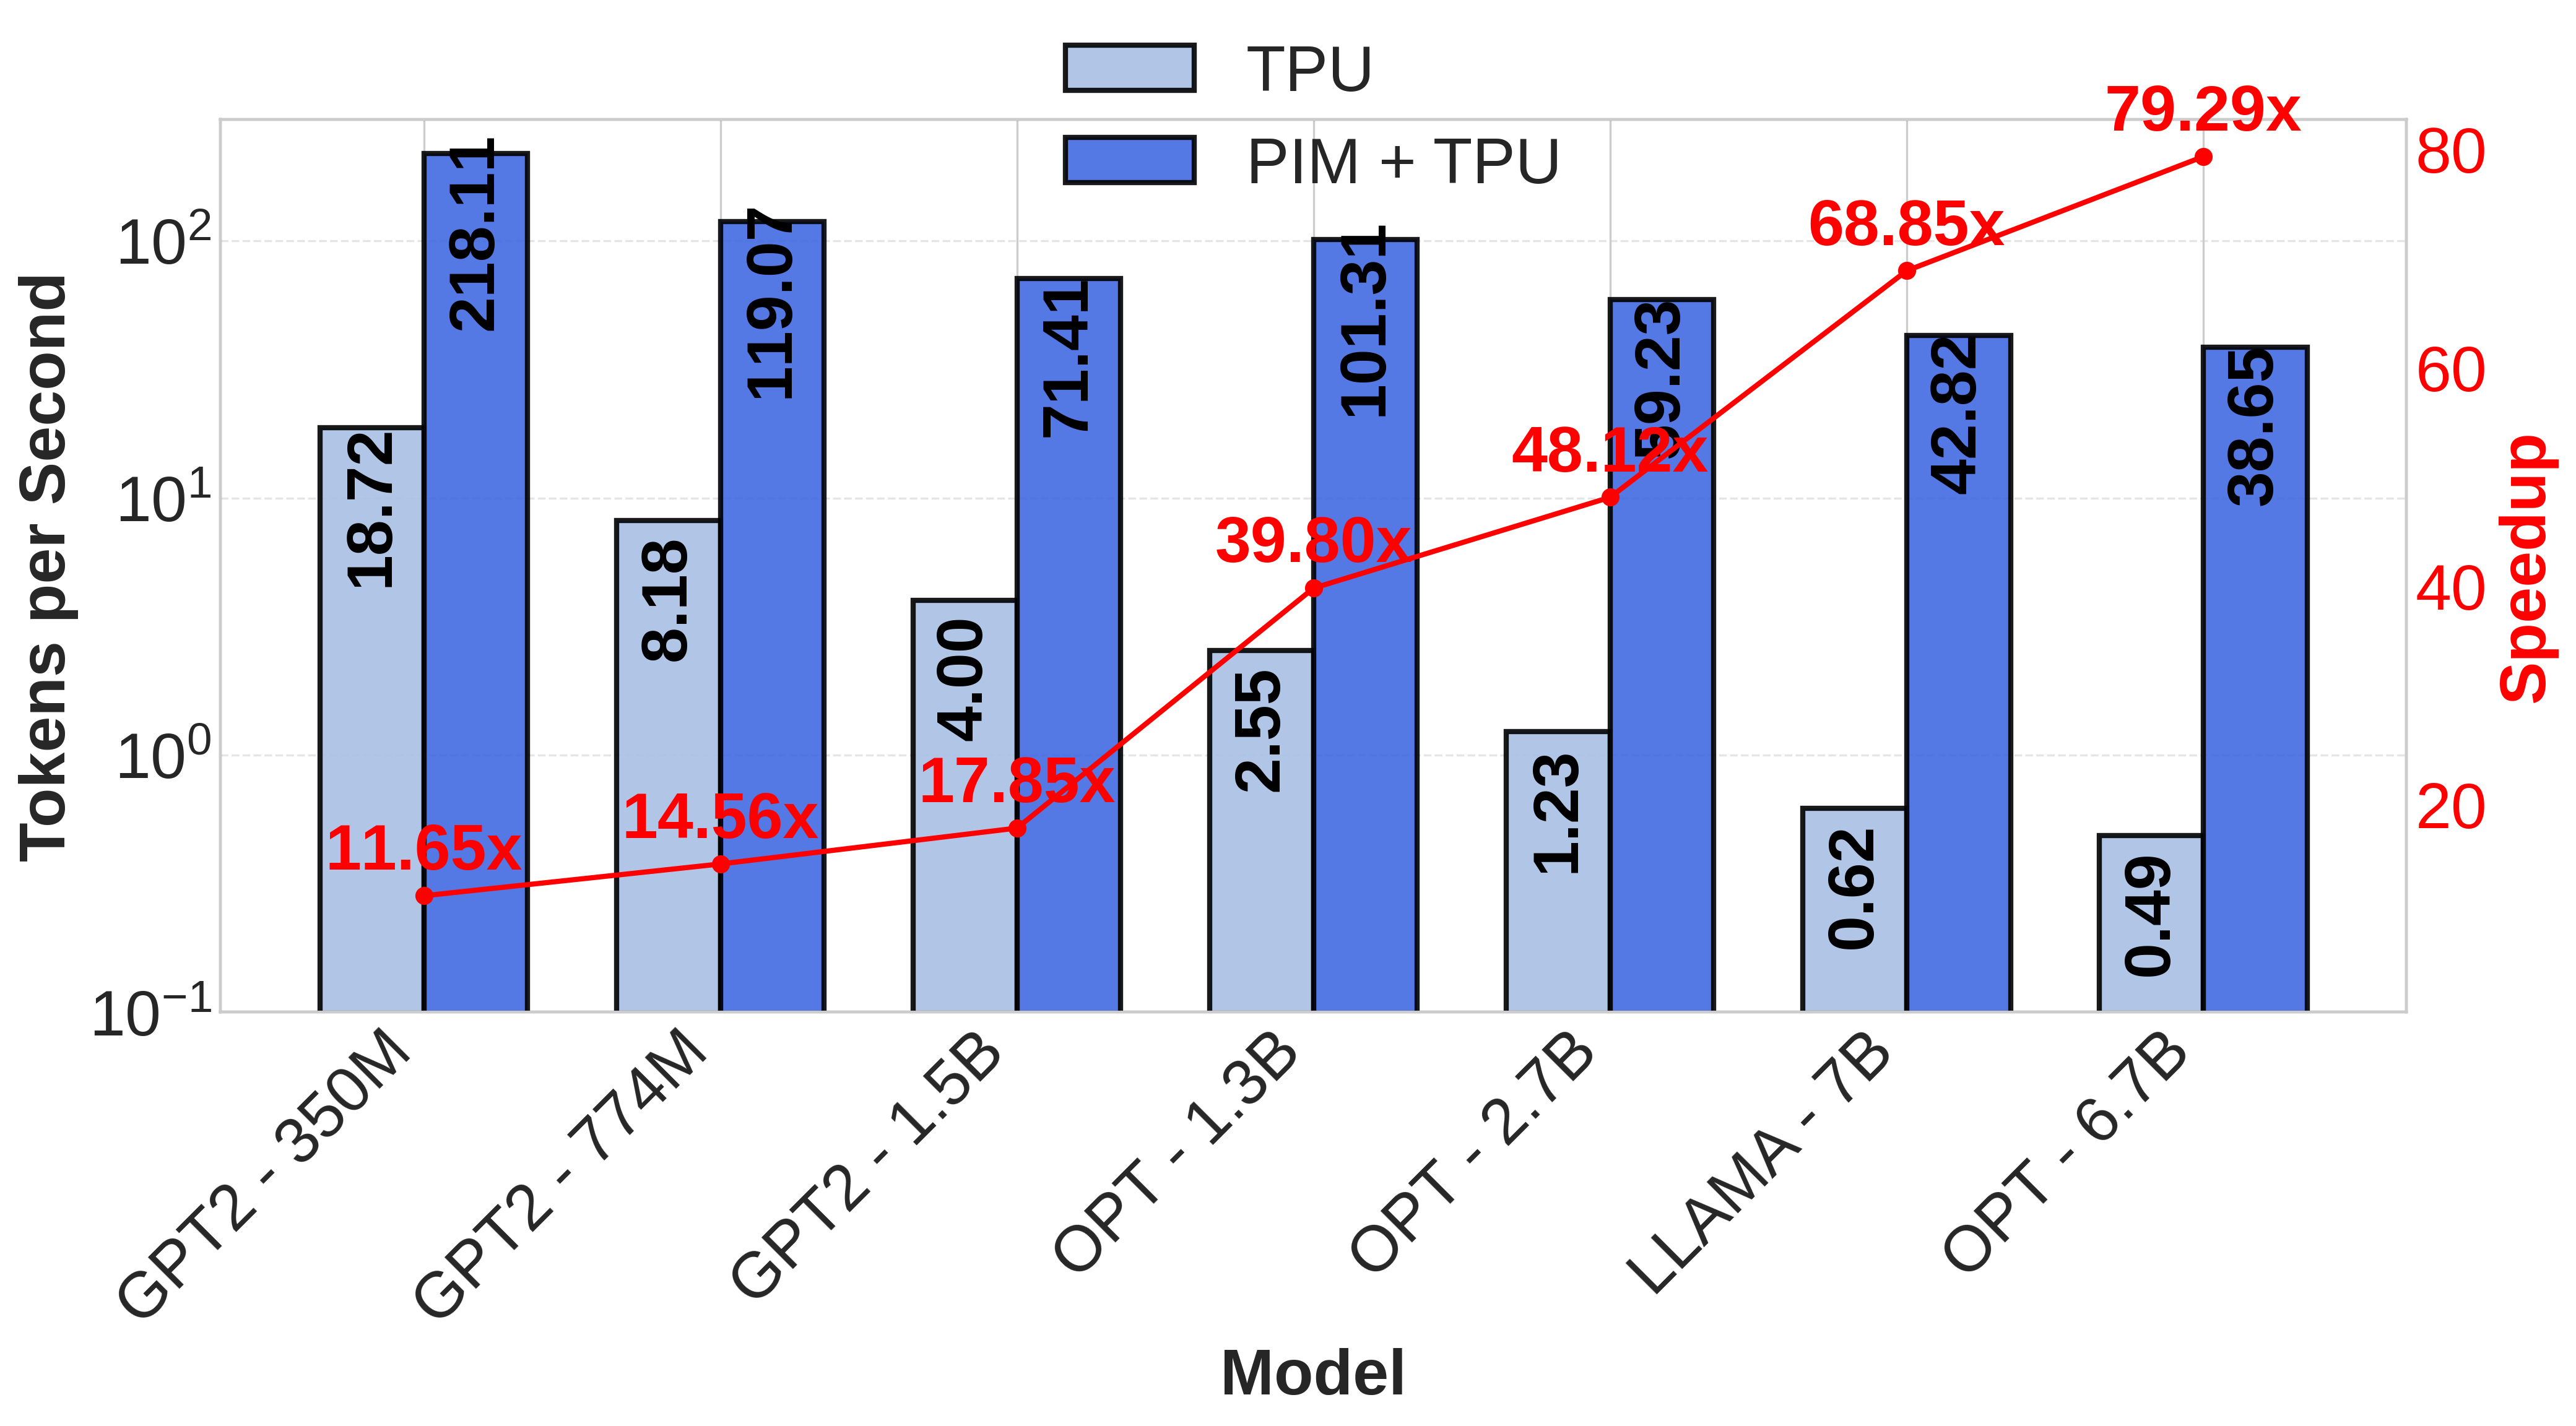 TPU
PIM + TPU
Tokens per Second
10²
10¹
10⁰
10⁻¹
18.72
218.11
8.18
119.07
4.00
71.41
2.55
101.31
1.23
59.23
0.62
42.82
0.49
38.65
11.65x
14.56x
17.85x
39.80x
48.12x
68.85x
79.29x
80
60
40
20
Speedup
GPT2 - 350M
GPT2 - 774M
GPT2 - 1.5B
OPT - 1.3B
OPT - 2.7B
LLAMA - 7B
OPT - 6.7B
Model